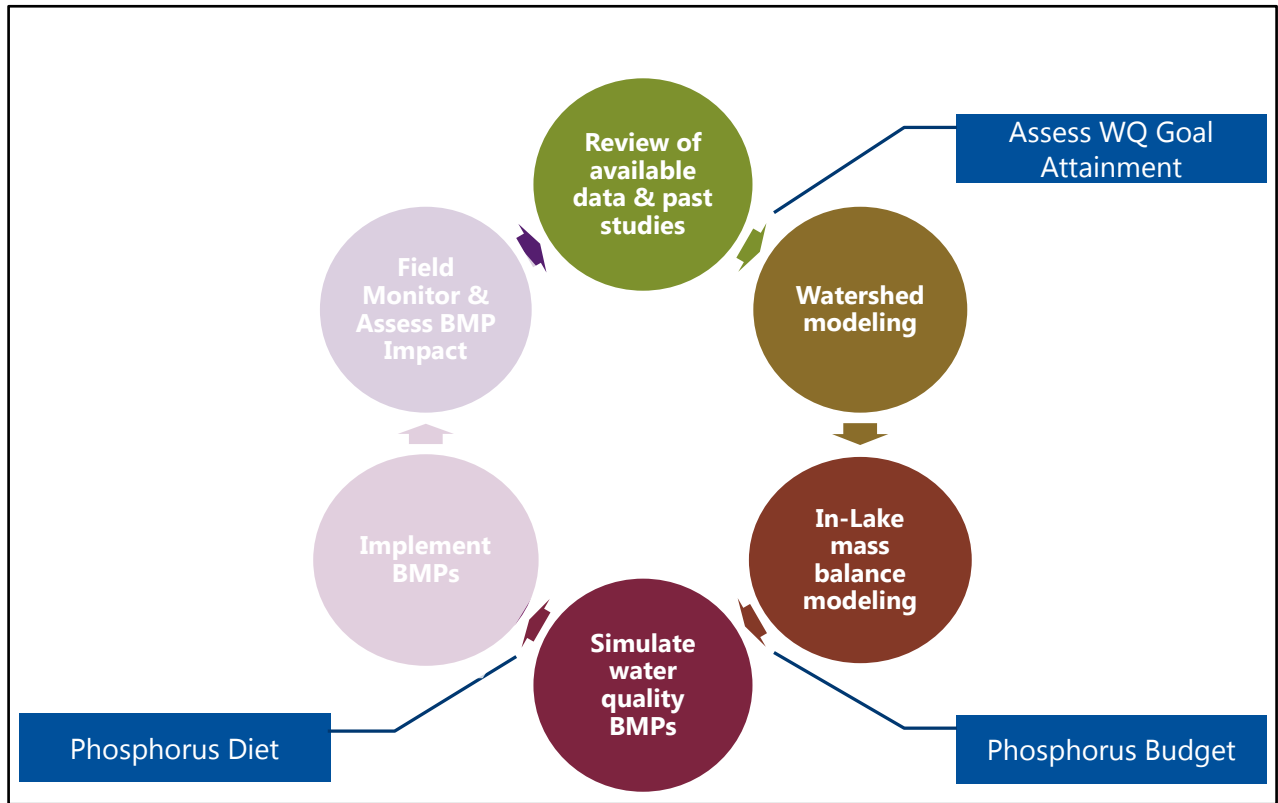 Review of
available
data & past
studies
Assess WQ Goal
Attainment
Watershed
modeling
In-Lake
mass
balance
modeling
Phosphorus Budget
Simulate
water
quality
BMPs
Phosphorus Diet
Implement
BMPs
Field
Monitor &
Assess BMP
Impact